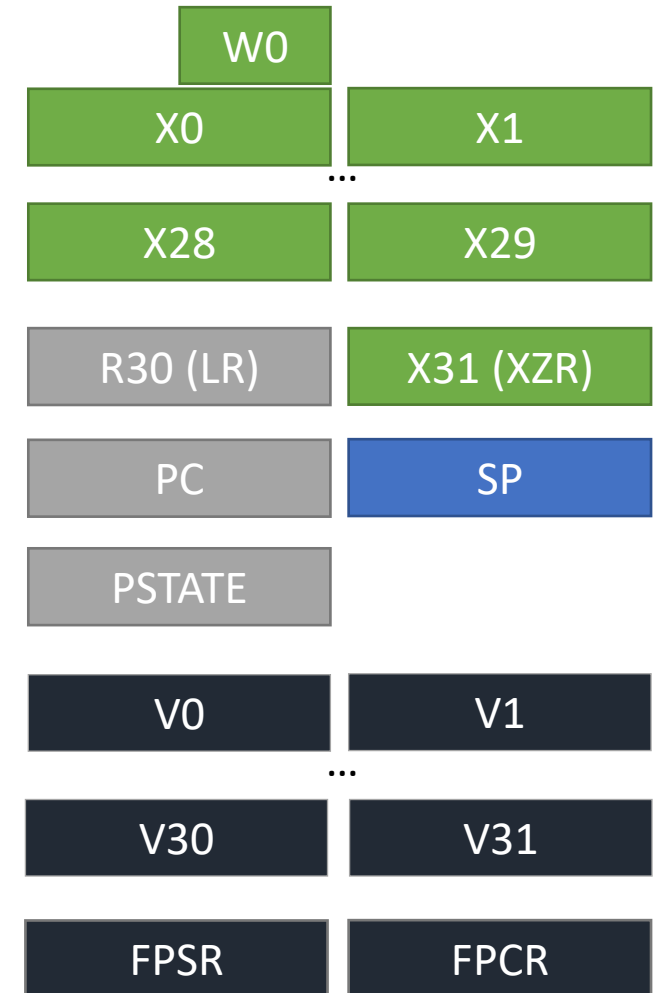 W0
X0 X1
...
X28 X29
R30 (LR) X31 (XZR)
PC SP
PSTATE
V0 V1
...
V30 V31
FPSR FPCR